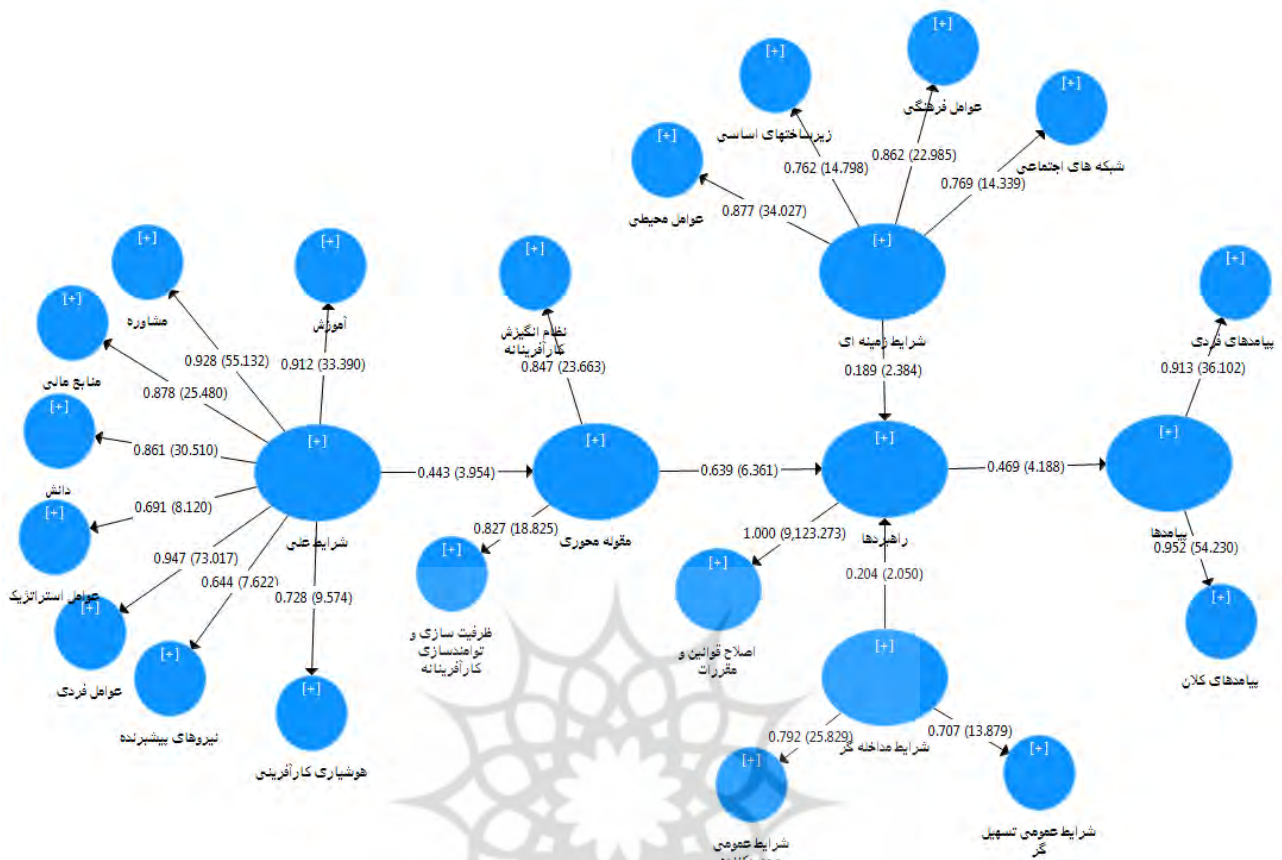 [+]
عوامل فرهنگی
[+]
زیرساختهای اساسی
[+]
شبکه های اجتماعی
[+]
عوامل محیطی
0.762 (14.798)
0.862 (22.985)
0.769 (14.339)
0.877 (34.027)
[+]
شرایط زمینه ای
0.189 (2.384)
[+]
مشاوره
[+]
آموزش
[+]
منابع مالی
[+]
دانش
[+]
عوامل استراتژیک
[+]
عوامل فردی
[+]
نیروهای پیشبرنده
[+]
هوشیاری کارآفرینی
0.928 (55.132)
0.912 (33.390)
0.878 (25.480)
0.861 (30.510)
0.691 (8.120)
0.947 (73.017)
0.644 (7.622)
0.728 (9.574)
[+]
شرایط علی
0.443 (3.954)
[+]
نظام انگیزش
کارآفرینانه
0.847 (23.663)
[+]
مقوله محوری
0.827 (18.825)
[+]
ظرفیت سازی و
توانمندسازی
کارآفرینانه
0.639 (6.361)
[+]
راهبردها
1.000 (9,123.273)
[+]
اصلاح قوانین و
مقررات
0.204 (2.050)
[+]
شرایط مداخله گر
0.792 (25.829)
0.707 (13.879)
[+]
شرایط عمومی
[+]
شرایط عمومی تسهیل
گر
0.469 (4.188)
[+]
پیامدهای فردی
0.913 (36.102)
[+]
پیامدها
0.952 (54.230)
[+]
پیامدهای کلان